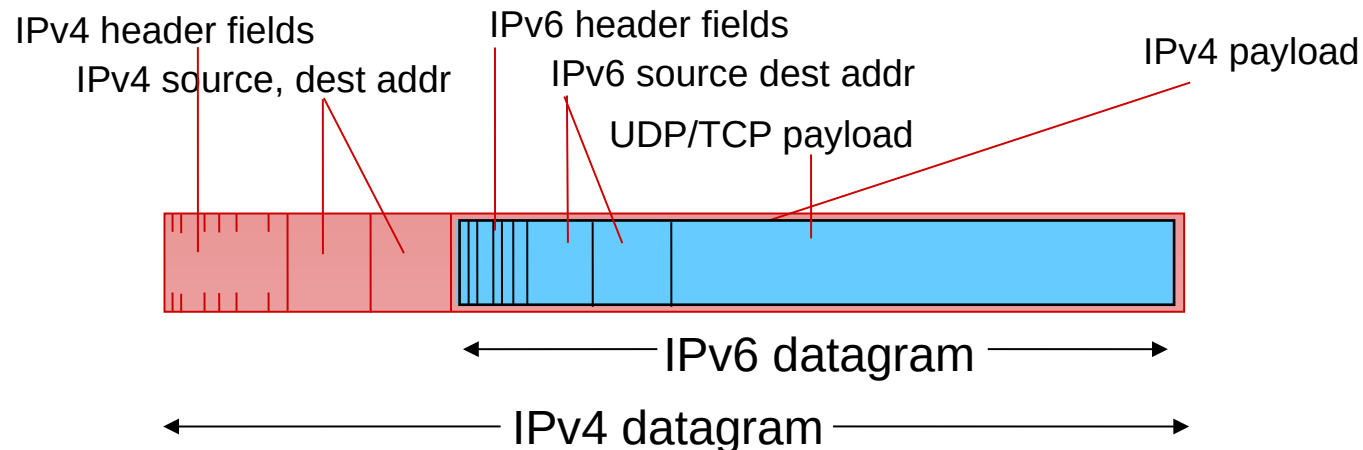 IPv4 header fields
IPv6 header fields
IPv4 payload
IPv4 source, dest addr
IPv6 source dest addr
UDP/TCP payload
IPv6 datagram
IPv4 datagram